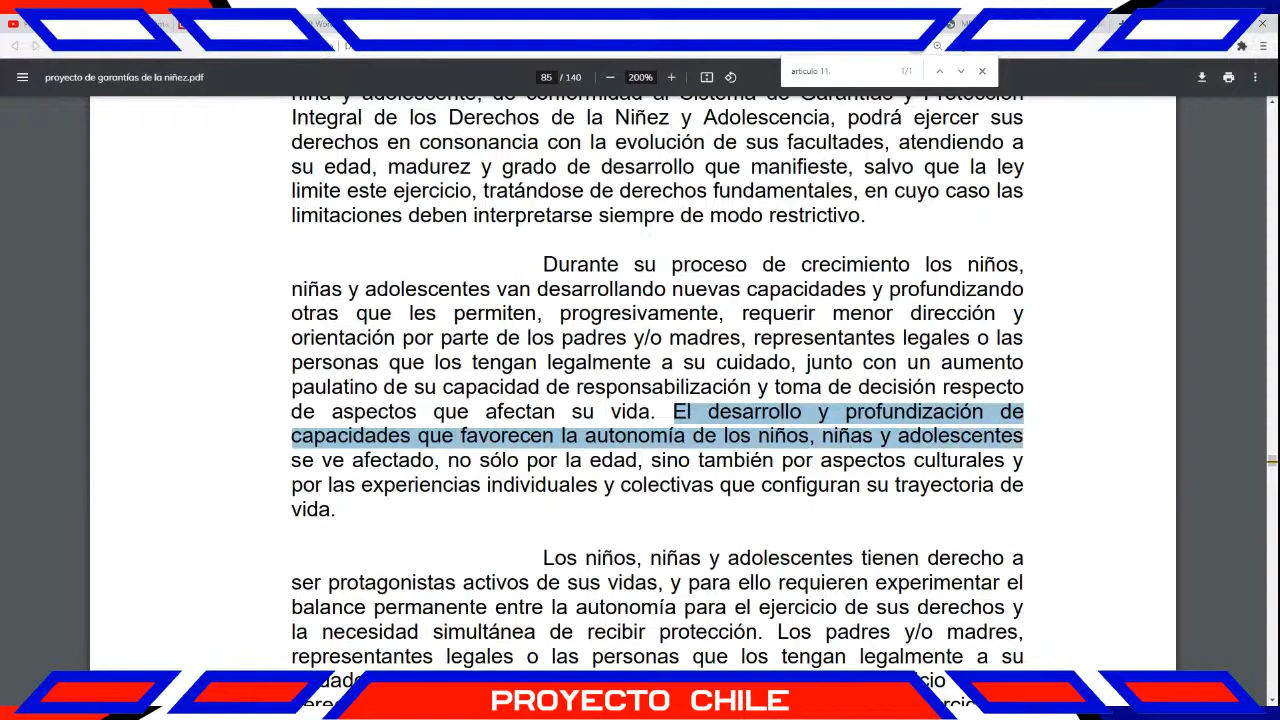 proyecto de garantías de la niñez.pdf
85 / 140
200%
articulo 11.
1/1
niña y adolescente, de conformidad al Sistema de Garantías y Protección
Integral de los Derechos de la Niñez y Adolescencia, podrá ejercer sus
derechos en consonancia con la evolución de sus facultades, atendiendo a
su edad, madurez y grado de desarrollo que manifieste, salvo que la ley
limite este ejercicio, tratándose de derechos fundamentales, en cuyo caso las
limitaciones deben interpretarse siempre de modo restrictivo.
Durante su proceso de crecimiento los niños,
niñas y adolescentes van desarrollando nuevas capacidades y profundizando
otras que les permiten, progresivamente, requerir menor dirección y
orientación por parte de los padres y/o madres, representantes legales o las
personas que los tengan legalmente a su cuidado, junto con un aumento
paulatino de su capacidad de responsabilización y toma de decisión respecto
de aspectos que afectan su vida. El desarrollo y profundización de
capacidades que favorecen la autonomía de los niños, niñas y adolescentes
se ve afectado, no sólo por la edad, sino también por aspectos culturales y
por las experiencias individuales y colectivas que configuran su trayectoria de
vida.
Los niños, niñas y adolescentes tienen derecho a
ser protagonistas activos de sus vidas, y para ello requieren experimentar el
balance permanente entre la autonomía para el ejercicio de sus derechos y
la necesidad simultánea de recibir protección. Los padres y/o madres,
representantes legales o las personas que los tengan legalmente a su
PROYECTO CHILE